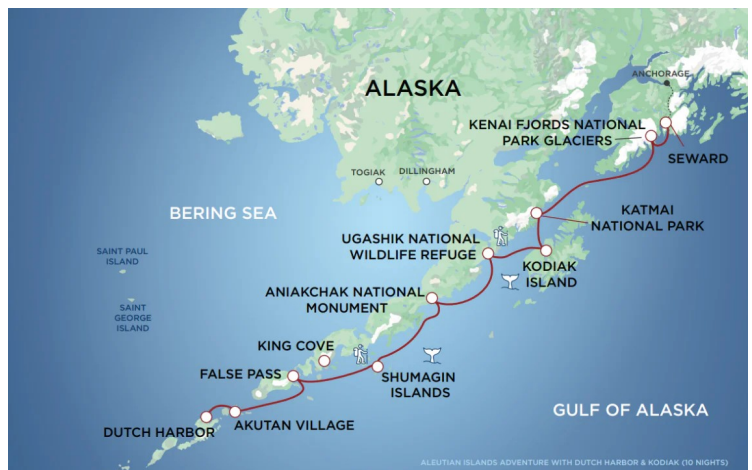 ALASKA
ANCHORAGE
KENAI FJORDS NATIONAL
PARK GLACIERS
SEWARD
TOGIAK
DILLINGHAM
BERING SEA
KATMAI
NATIONAL PARK
UGASHIK NATIONAL
WILDLIFE REFUGE
KODIAK
ISLAND
SAINT PAUL
ISLAND
ANIAKCHAK NATIONAL
MONUMENT
SAINT
GEORGE
ISLAND
KING COVE
FALSE PASS
SHUMAGIN
ISLANDS
GULF OF ALASKA
DUTCH HARBOR
AKUTAN VILLAGE
ALEUTIAN ISLANDS ADVENTURE WITH DUTCH HARBOR & KODIAK (10 NIGHTS)